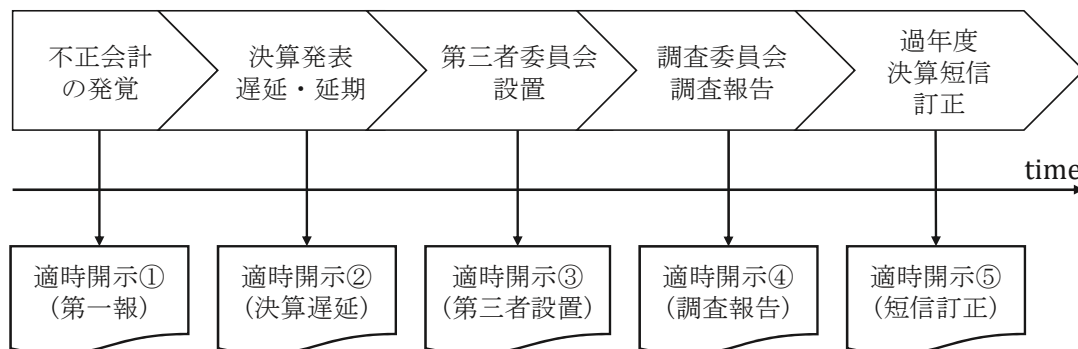 不正会計
の発覚
決算発表
遅延・延期
第三者委員会
設置
調査委員会
調査報告
過年度
決算短信
訂正
time
適時開示①
(第一報)
適時開示②
(決算遅延)
適時開示③
(第三者設置)
適時開示④
(調査報告)
適時開示⑤
(短信訂正)